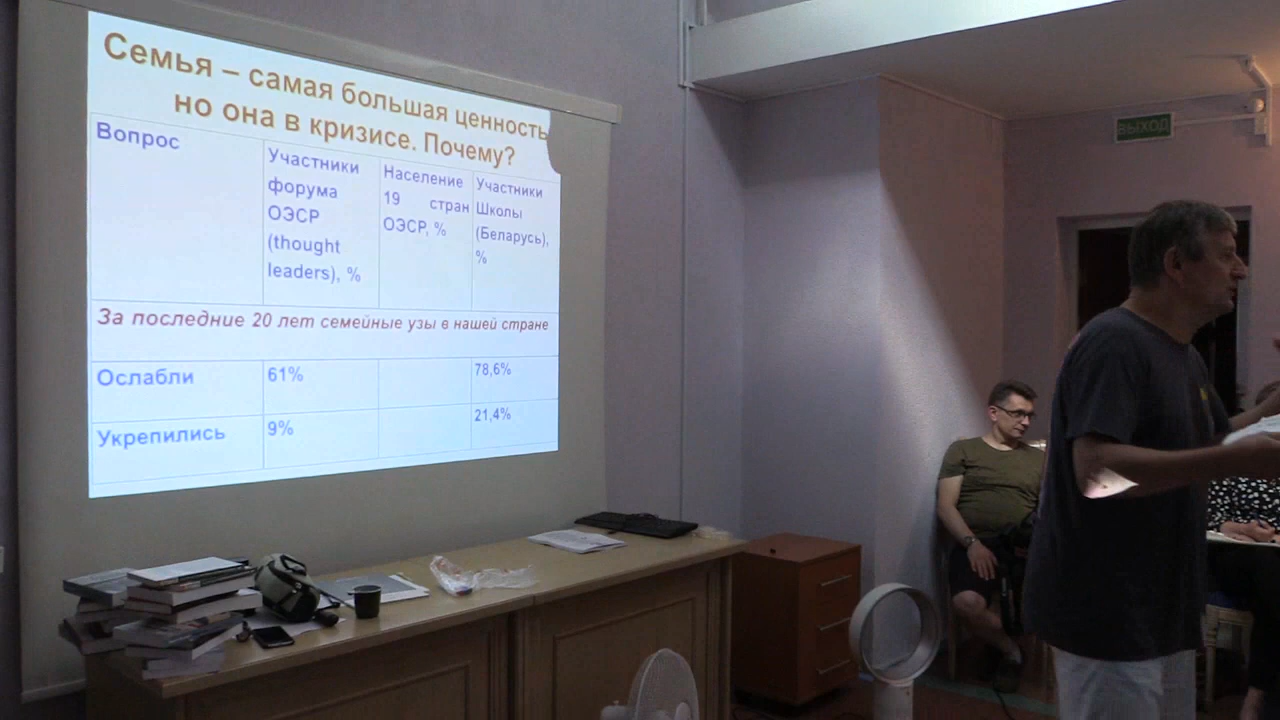 Семья – самая большая ценность
но она в кризисе. Почему?
Вопрос
Участники
форума
ОЭСР
(thought
leaders), %
Население
19 стран
ОЭСР, %
Участники
Школы
(Беларусь),
%
За последние 20 лет семейные узы в нашей стране
Ослабли
61%
78,6%
Укрепились
9%
21,4%
ВЫХОД